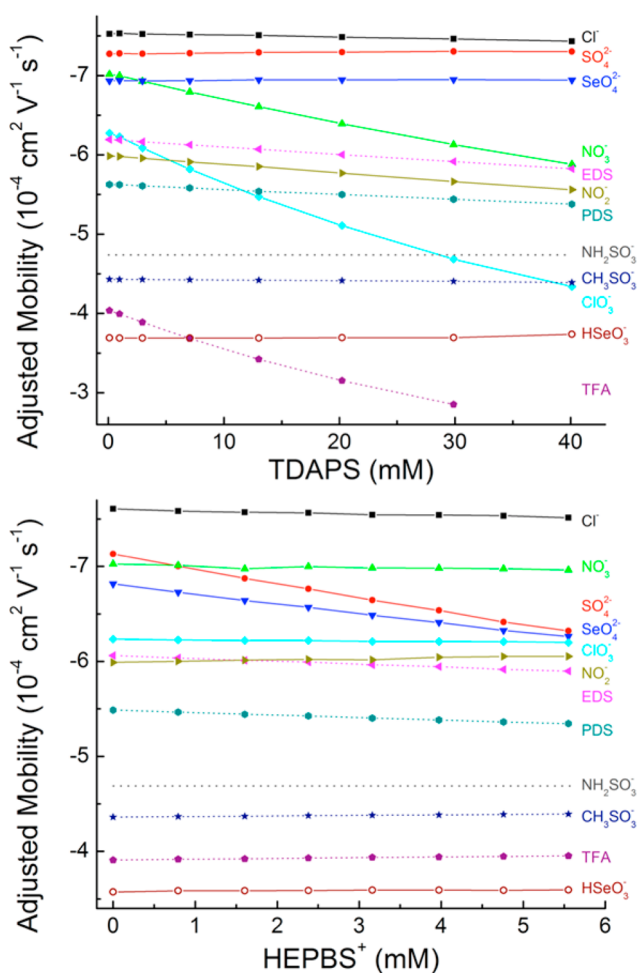 Adjusted Mobility (10⁻⁴ cm² V⁻¹ s⁻¹)
-7
-6
-5
-4
-3
0
10
20
30
40
TDAPS (mM)
Cl⁻
SO₄²⁻
SeO₄²⁻
NO₃⁻
EDS
NO₂⁻
PDS
NH₂SO₃⁻
CH₃SO₃⁻
ClO₃⁻
HSeO₃⁻
TFA
Adjusted Mobility (10⁻⁴ cm² V⁻¹ s⁻¹)
-7
-6
-5
-4
0
1
2
3
4
5
6
HEPBS⁺ (mM)
Cl⁻
NO₃⁻
SO₄²⁻
SeO₄²⁻
ClO₃⁻
NO₂⁻
EDS
PDS
NH₂SO₃⁻
CH₃SO₃⁻
TFA
HSeO₃⁻